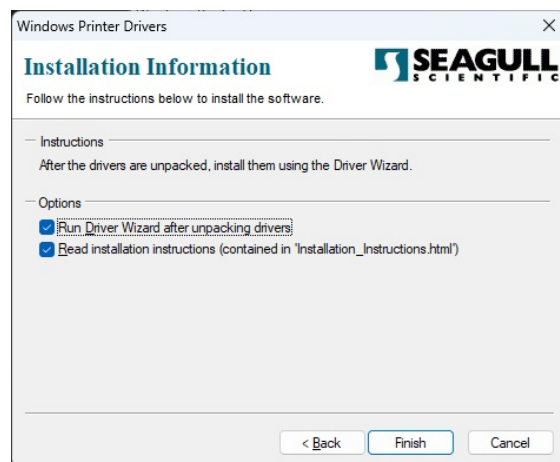 Windows Printer Drivers
Installation Information
SEAGULL
SCIENTIFIC
Follow the instructions below to install the software.
Instructions
After the drivers are unpacked, install them using the Driver Wizard.
Options
Run Driver Wizard after unpacking drivers
Read installation instructions (contained in 'Installation_Instructions.html')
< Back
Finish
Cancel